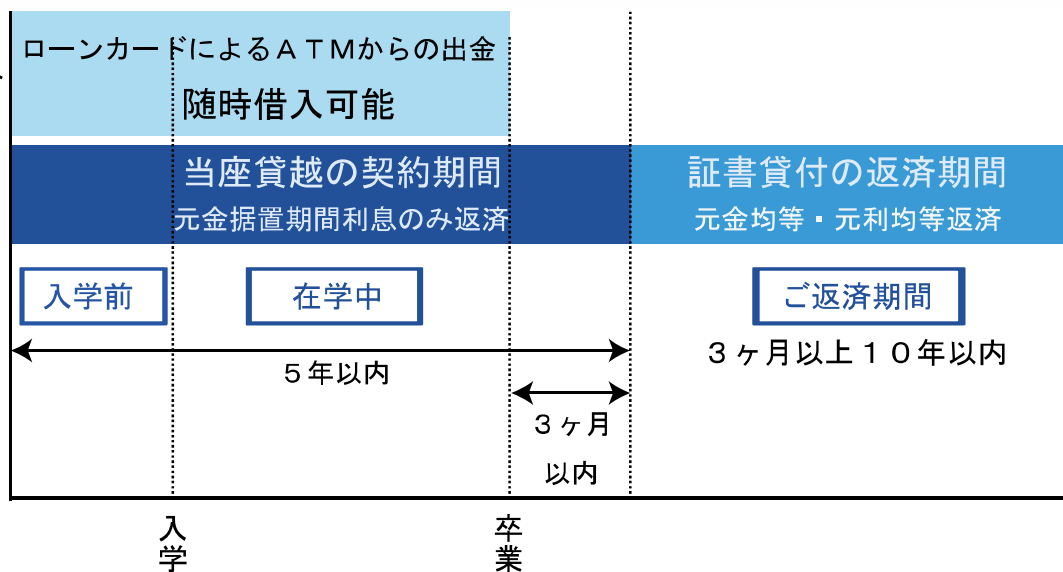 ローンカードによるＡＴＭからの出金
随時借入可能
当座貸越の契約期間
元金据置期間利息のみ返済
証書貸付の返済期間
元金均等・元利均等返済
入学前
在学中
ご返済期間
５年以内
３ヶ月以上１０年以内
３ヶ月
以内
入学
卒業